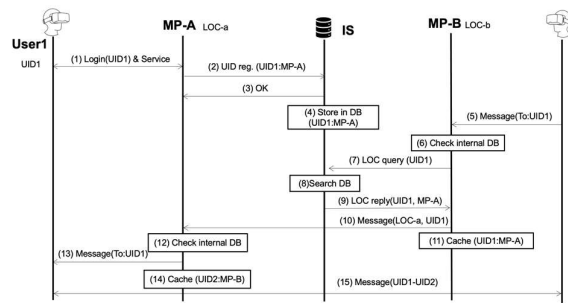 User1
UID1
MP-A LOC-a
IS
MP-B LOC-b
(1) Login(UID1) & Service
(2) UID reg. (UID1:MP-A)
(3) OK
(4) Store in DB
(UID1:MP-A)
(5) Message(To:UID1)
(6) Check internal DB
(7) LOC query (UID1)
(8)Search DB
(9) LOC reply(UID1, MP-A)
(10) Message(LOC-a, UID1)
(11) Cache (UID1:MP-A)
(12) Check internal DB
(13) Message(To:UID1)
(14) Cache (UID2:MP-B)
(15) Message(UID1-UID2)